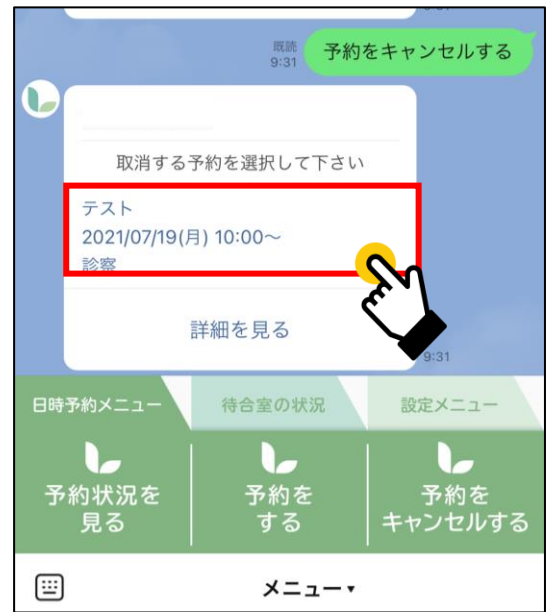 既読
9:31
予約をキャンセルする
取消する予約を選択して下さい
テスト
2021/07/19(月) 10:00～
診察
詳細を見る
9:31
日時予約メニュー
待合室の状況
設定メニュー
予約状況を
見る
予約を
する
予約を
キャンセルする
メニュー▼